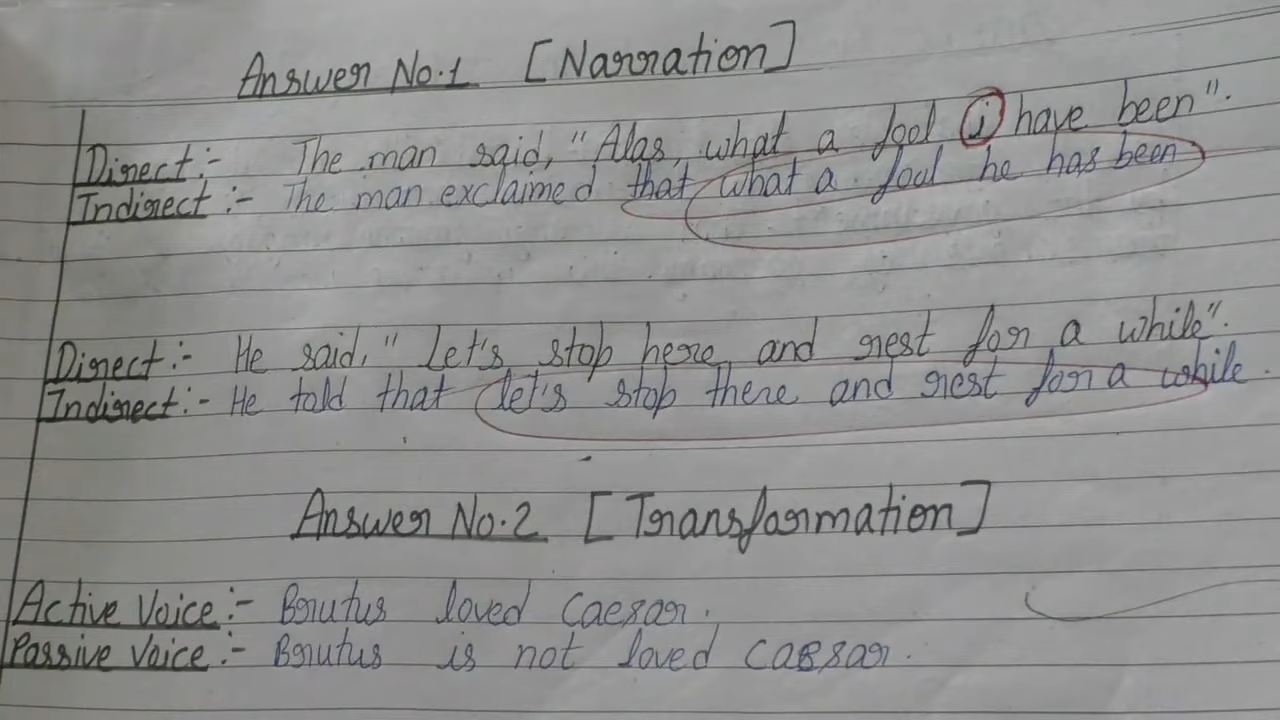 Answer No.1 [Narration]
Direct:- The man said, "Alas, what a fool i have been".
Indirect:- The man exclaimed that what a fool he has been
Direct:- He said, "Let's stop here and rest for a while".
Indirect:- He told that let's stop there and rest for a while.
Answer No.2 [Transformation]
Active Voice:- Brutus loved Caesar.
Passive Voice:- Brutus is not loved caesar.